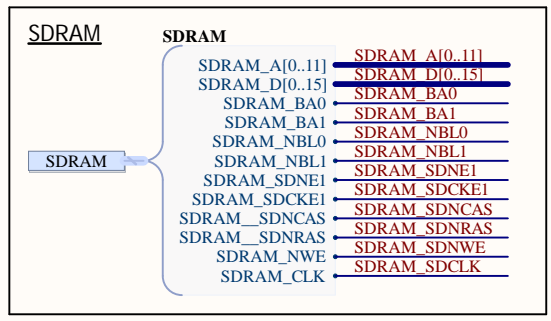 SDRAM
SDRAM
SDRAM_A[0..11] SDRAM_A[0..11]
SDRAM_D[0..15] SDRAM_D[0..15]
SDRAM_BA0 SDRAM_BA0
SDRAM_BA1 SDRAM_BA1
SDRAM_NBL0 SDRAM_NBL0
SDRAM_NBL1 SDRAM_NBL1
SDRAM SDRAM_SDNE1 SDRAM_SDNE1
SDRAM_SDCKE1 SDRAM_SDCKE1
SDRAM__SDNCAS SDRAM_SDNCAS
SDRAM__SDNRAS SDRAM_SDNRAS
SDRAM_NWE SDRAM_SDNWE
SDRAM_CLK SDRAM_SDCLK